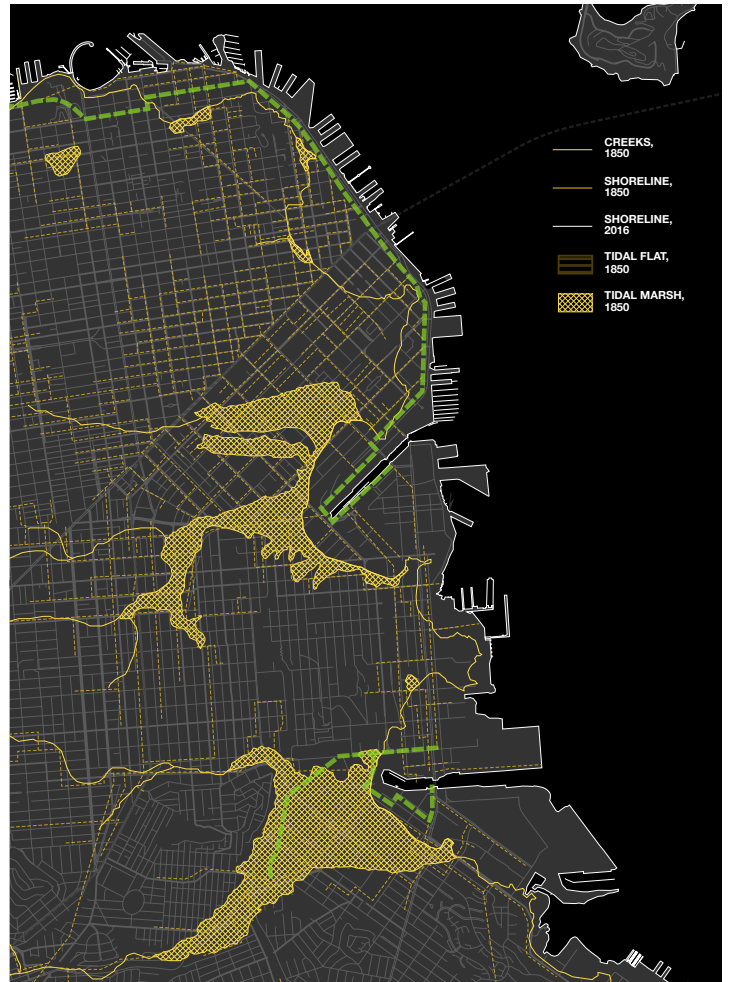 CREEKS,
1850
SHORELINE,
1850
SHORELINE,
2016
TIDAL FLAT,
1850
TIDAL MARSH,
1850